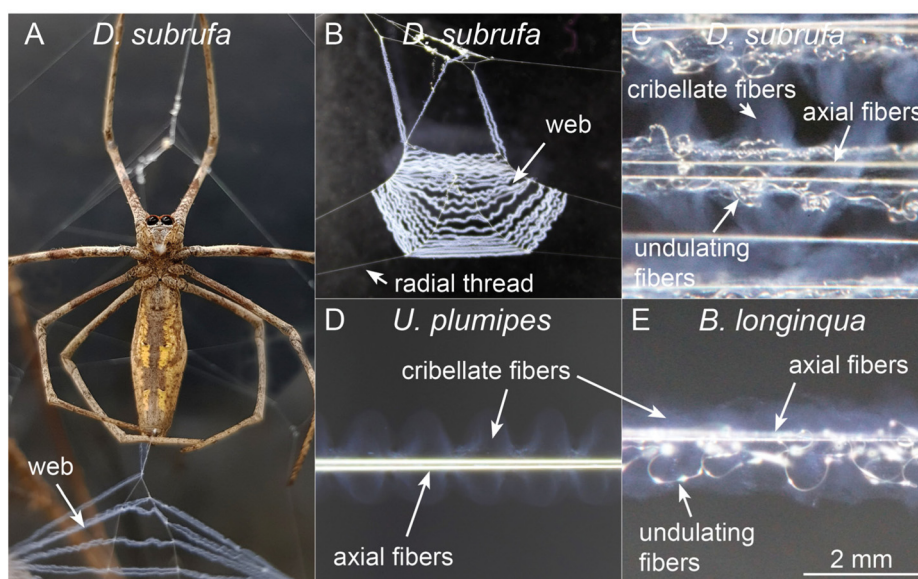 A D. subrufa
web
B D. subrufa
web
radial thread
C D. subrufa
cribellate fibers
axial fibers
undulating
fibers
D U. plumipes
cribellate fibers
axial fibers
E B. longinqua
axial fibers
undulating
fibers
2 mm